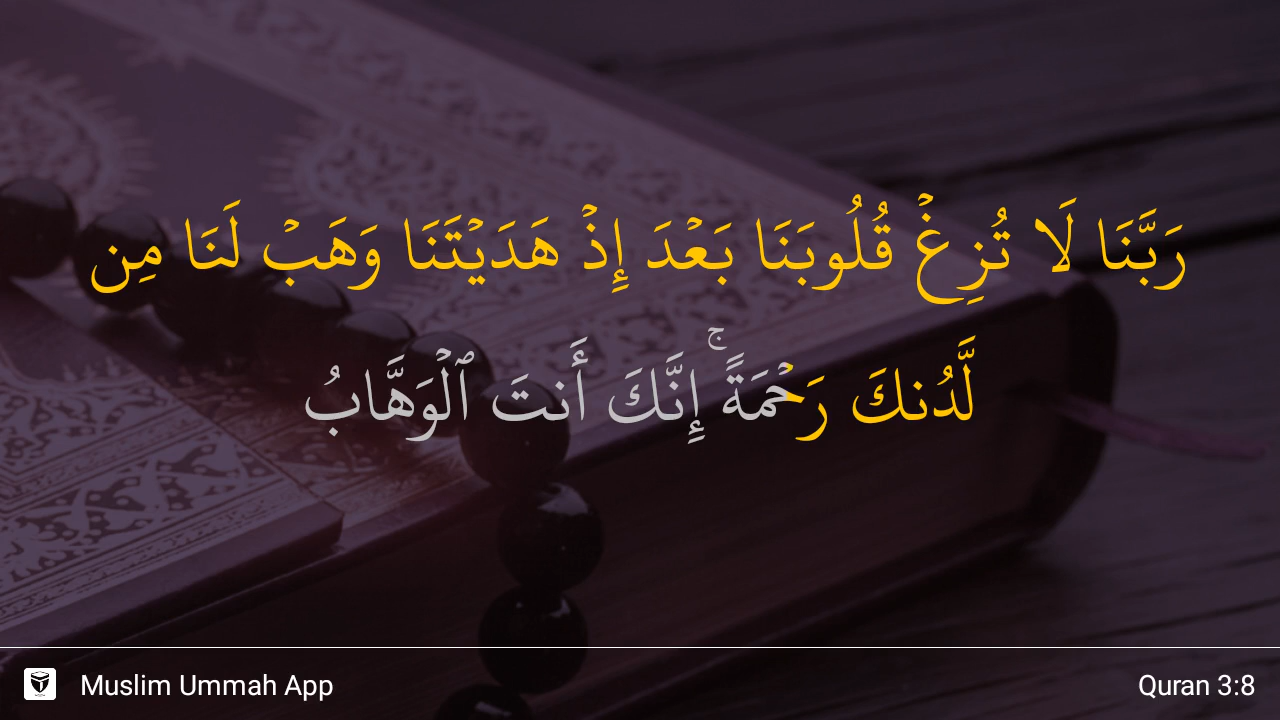 رَبَّنَا لَا تُزِغْ قُلُوبَنَا بَعْدَ إِذْ هَدَيْتَنَا وَهَبْ لَنَا مِن
لَّدُنكَ رَحْمَةً ۚ إِنَّكَ أَنتَ ٱلْوَهَّابُ
Muslim Ummah App
Quran 3:8